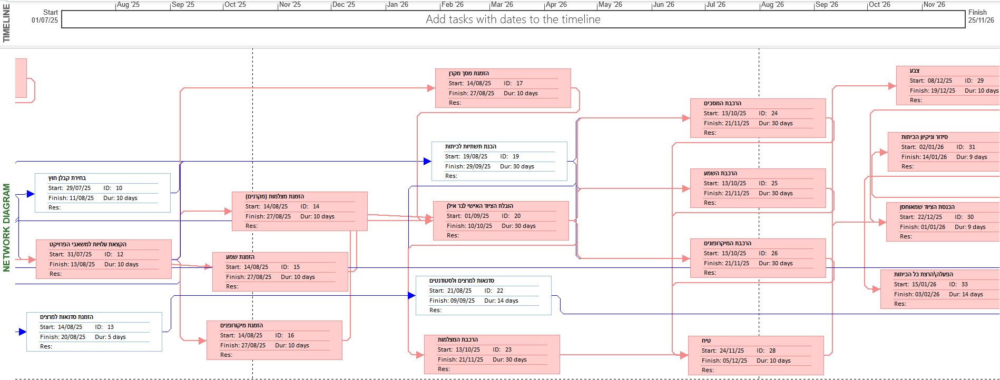 TIMELINE
Aug '25
Sep '25
Oct '25
Nov '25
Dec '25
Jan '26
Feb '26
Mar '26
Apr '26
May '26
Jun '26
Jul '26
Aug '26
Sep '26
Oct '26
Nov '26
Start
01/07/25
Add tasks with dates to the timeline
Finish
25/11/26
NETWORK DIAGRAM
הזמנת מסך מקרן
Start: 14/08/25 ID: 17
Finish: 27/08/25 Dur: 10 days
Res:
צבע
Start: 08/12/25 ID: 29
Finish: 19/12/25 Dur: 10 days
Res:
הרכבת המסכים
Start: 13/10/25 ID: 24
Finish: 21/11/25 Dur: 30 days
Res:
סידור וניקיון הכיתות
Start: 02/01/26 ID: 31
Finish: 14/01/26 Dur: 9 days
Res:
הבנת תשתיות לכיתות
Start: 19/08/25 ID: 19
Finish: 29/09/25 Dur: 30 days
Res:
בחירת קבלן חוץ
Start: 29/07/25 ID: 10
Finish: 11/08/25 Dur: 10 days
Res:
הרכבת השמע
Start: 13/10/25 ID: 25
Finish: 21/11/25 Dur: 30 days
Res:
הזמנת מצלמות (מקרנים)
Start: 14/08/25 ID: 14
Finish: 27/08/25 Dur: 10 days
Res:
הובלת הציוד האישי לבר אילן
Start: 01/09/25 ID: 20
Finish: 10/10/25 Dur: 30 days
Res:
הכנסת הציוד שמאוחסן
Start: 22/12/25 ID: 30
Finish: 01/01/26 Dur: 9 days
Res:
הקצאת עלויות למשאבי הפרויקט
Start: 31/07/25 ID: 12
Finish: 13/08/25 Dur: 10 days
Res:
הזמנת שמע
Start: 14/08/25 ID: 15
Finish: 27/08/25 Dur: 10 days
Res:
הרכבת המיקרופונים
Start: 13/10/25 ID: 26
Finish: 21/11/25 Dur: 30 days
Res:
סדנאות למרצים ולסטודנטים
Start: 21/08/25 ID: 22
Finish: 09/09/25 Dur: 14 days
Res:
הפעלה\הרצת כל הכיתות
Start: 15/01/26 ID: 33
Finish: 03/02/26 Dur: 14 days
Res:
הזמנת סדנאות למרצים
Start: 14/08/25 ID: 13
Finish: 20/08/25 Dur: 5 days
Res:
הזמנת מיקורופנים
Start: 14/08/25 ID: 16
Finish: 27/08/25 Dur: 10 days
Res:
הרכבת המצלמות
Start: 13/10/25 ID: 23
Finish: 21/11/25 Dur: 30 days
Res:
טיח
Start: 24/11/25 ID: 28
Finish: 05/12/25 Dur: 10 days
Res: